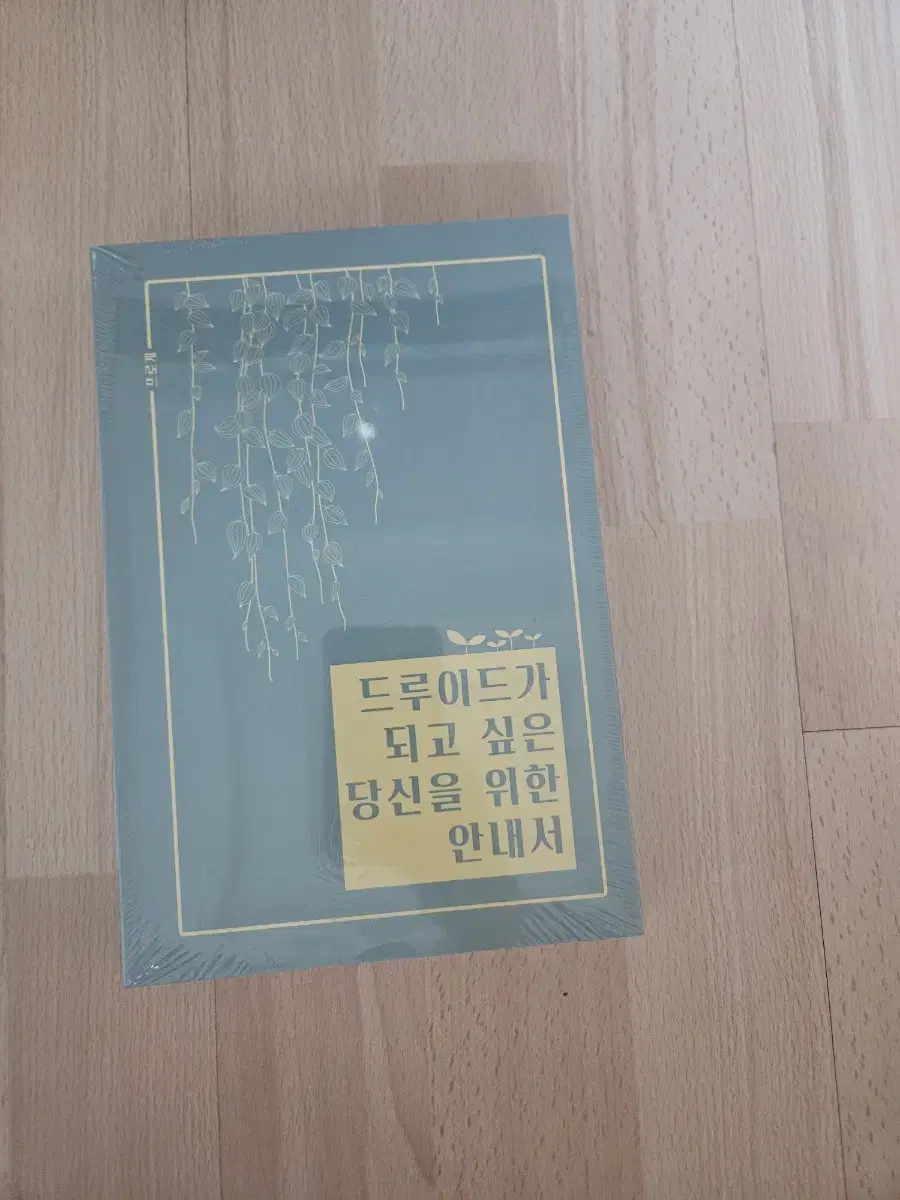 드루이드가
되고 싶은
당신을 위한
안내서